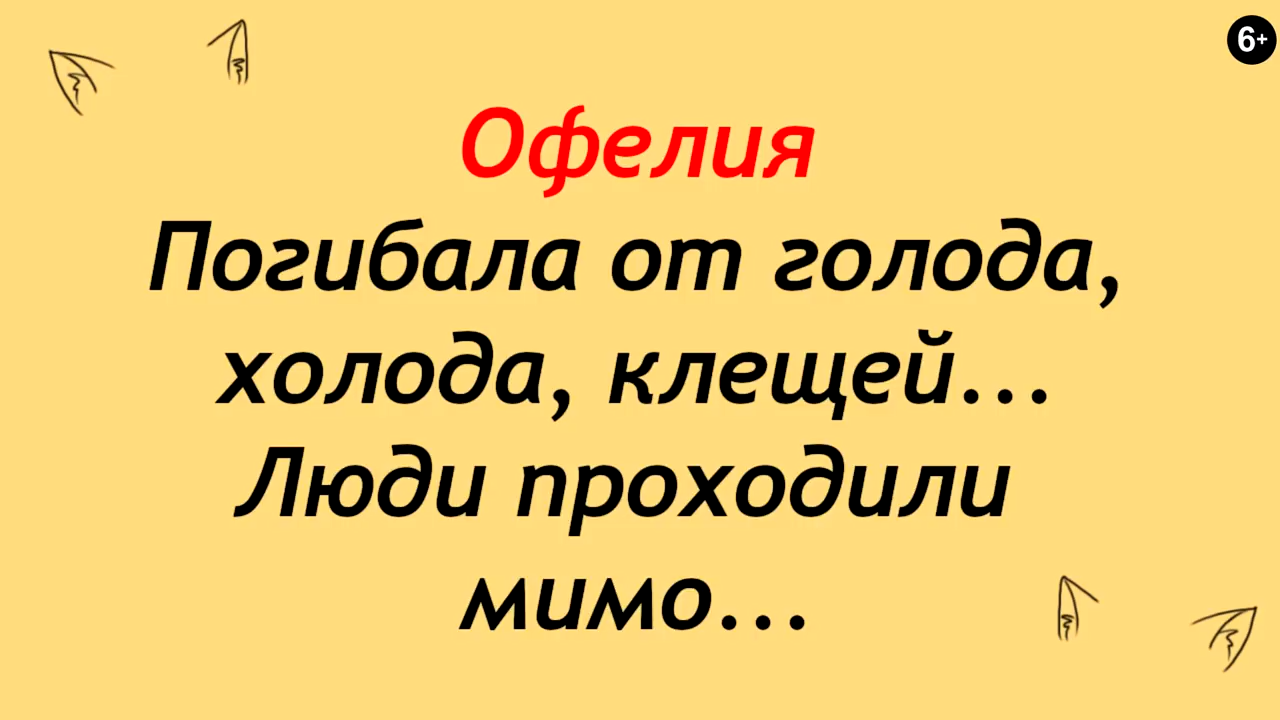 6+
Офелия
Погибала от голода,
холода, клещей...
Люди проходили
мимо...